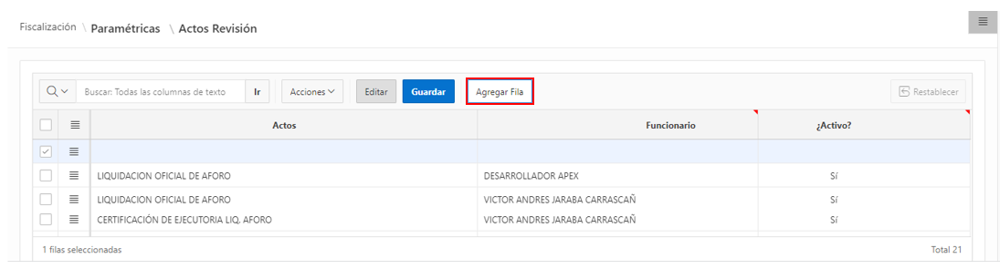 Fiscalización \ Paramétricas \ Actos Revisión
Buscar: Todas las columnas de texto Ir Acciones Editar Guardar Agregar Fila Restablecer
Actos Funcionario ¿Activo?
LIQUIDACION OFICIAL DE AFORO DESARROLLADOR APEX Sí
LIQUIDACION OFICIAL DE AFORO VICTOR ANDRES JARABA CARRASCAÑ Sí
CERTIFICACIÓN DE EJECUTORIA LIQ. AFORO VICTOR ANDRES JARABA CARRASCAÑ Sí
1 filas seleccionadas Total 21